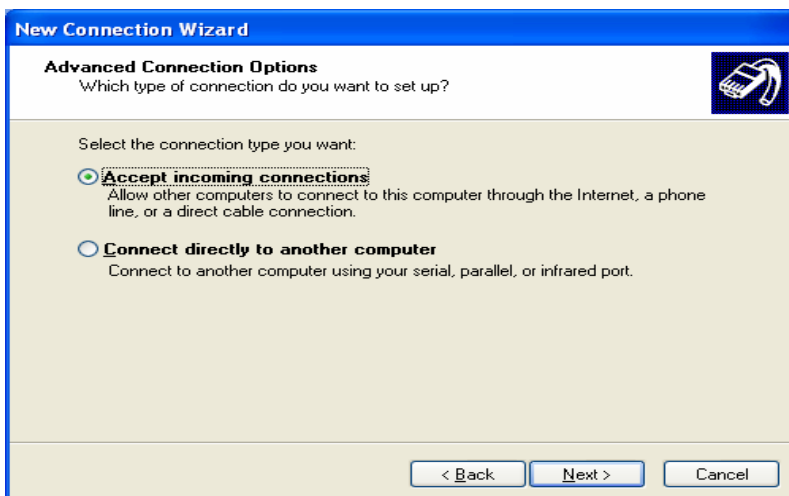 New Connection Wizard
Advanced Connection Options
Which type of connection do you want to set up?
Select the connection type you want:
Accept incoming connections
Allow other computers to connect to this computer through the Internet, a phone
line, or a direct cable connection.
Connect directly to another computer
Connect to another computer using your serial, parallel, or infrared port.
< Back Next > Cancel